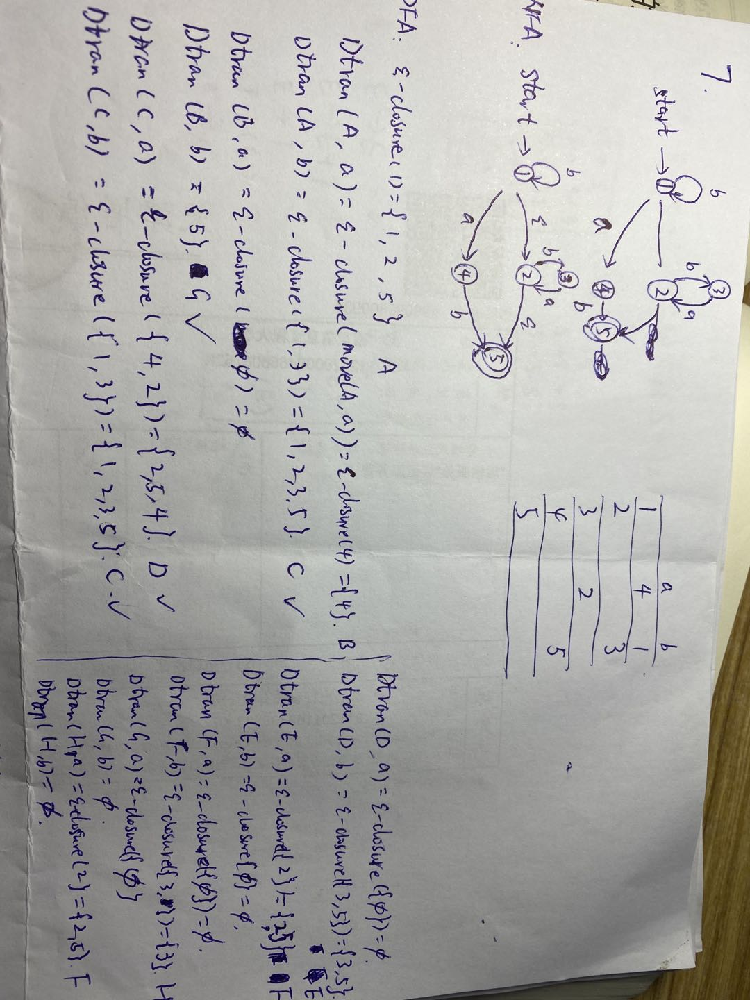 7.
start → 1 b
a b 2 3 a
4 b 5
a b
1 4 1
2 3
3 2
4 5
5
NFA: start → 1 b
ε 2 b 3 a ε
a 4 b 5
DFA: ε-closure(1) = {1, 2, 5} A
Dtran(A, a) = ε-closure(move(A, a)) = ε-closure(4) = {4}. B
Dtran(A, b) = ε-closure({1,3}) = {1,2,3,5}. C ✓
Dtran(B, a) = ε-closure(ϕ) = ϕ
Dtran(B, b) = {5}. G ✓
Dtran(C, a) = ε-closure({4,2}) = {2,5,4}. D ✓
Dtran(C, b) = ε-closure({1,3}) = {1,2,3,5}. C. ✓
Dtran(D, a) = ε-closure({ϕ}) = ϕ.
Dtran(D, b) = ε-closure({3,5}) = {3,5}. E
Dtran(E, a) = ε-closure({2}) = {2,5} F
Dtran(E, b) = ε-closure{ϕ} = ϕ.
Dtran(F, a) = ε-closure({ϕ}) = ϕ.
Dtran(F, b) = ε-closure({3}) = {3}. H
Dtran(G, a) = ε-closure({ϕ}
Dtran(G, b) = ϕ.
Dtran(H, a) = ε-closure(2} = {2,5}. F
Dtran(H, b) = ϕ.